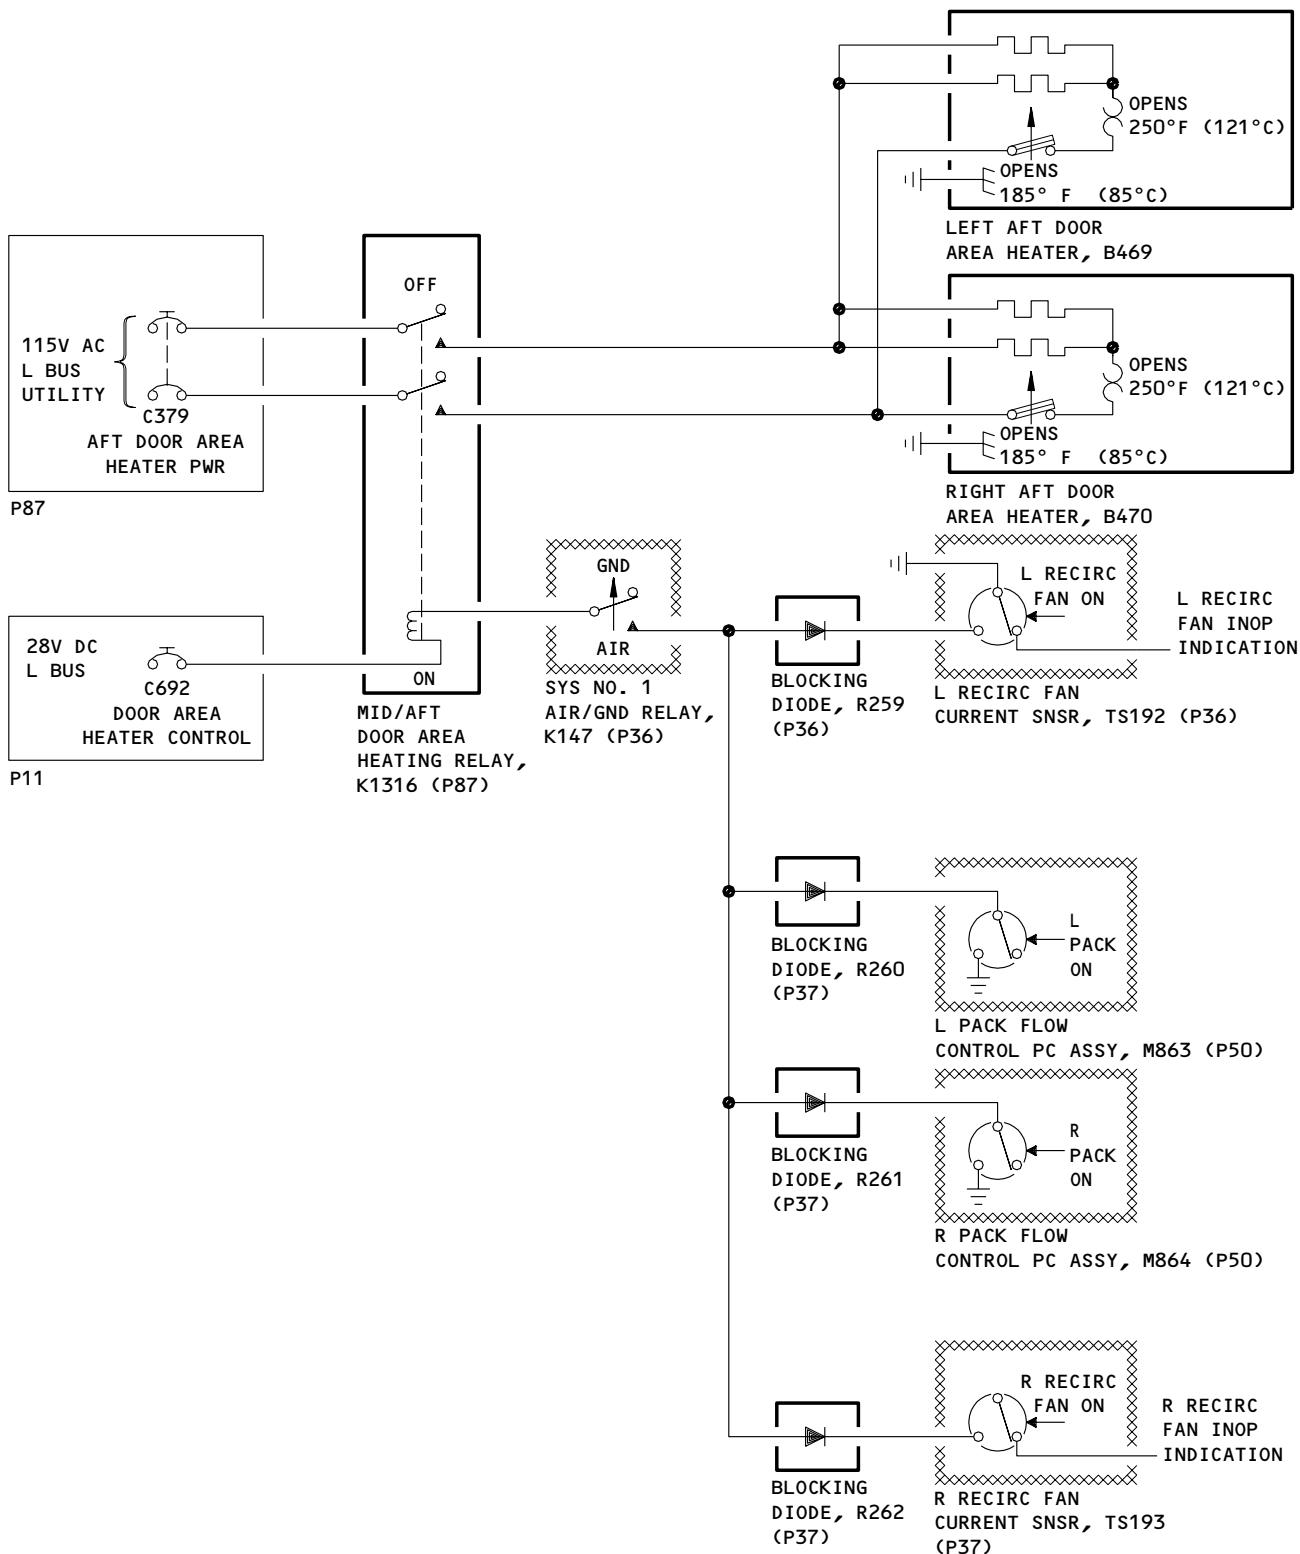 OPENS
250°F (121°C)
OPENS
185° F (85°C)
LEFT AFT DOOR
AREA HEATER, B469
OFF
115V AC
L BUS
UTILITY
C379
AFT DOOR AREA
HEATER PWR
P87
OPENS
250°F (121°C)
OPENS
185° F (85°C)
RIGHT AFT DOOR
AREA HEATER, B470
28V DC
L BUS
C692
DOOR AREA
HEATER CONTROL
P11
ON
MID/AFT
DOOR AREA
HEATING RELAY,
K1316 (P87)
GND
AIR
SYS NO. 1
AIR/GND RELAY,
K147 (P36)
BLOCKING
DIODE, R259
(P36)
L RECIRC
FAN ON
L RECIRC
FAN INOP
INDICATION
L RECIRC FAN
CURRENT SNSR, TS192 (P36)
BLOCKING
DIODE, R260
(P37)
L
PACK
ON
L PACK FLOW
CONTROL PC ASSY, M863 (P50)
BLOCKING
DIODE, R261
(P37)
R
PACK
ON
R PACK FLOW
CONTROL PC ASSY, M864 (P50)
BLOCKING
DIODE, R262
(P37)
R RECIRC
FAN ON
R RECIRC
FAN INOP
INDICATION
R RECIRC FAN
CURRENT SNSR, TS193
(P37)